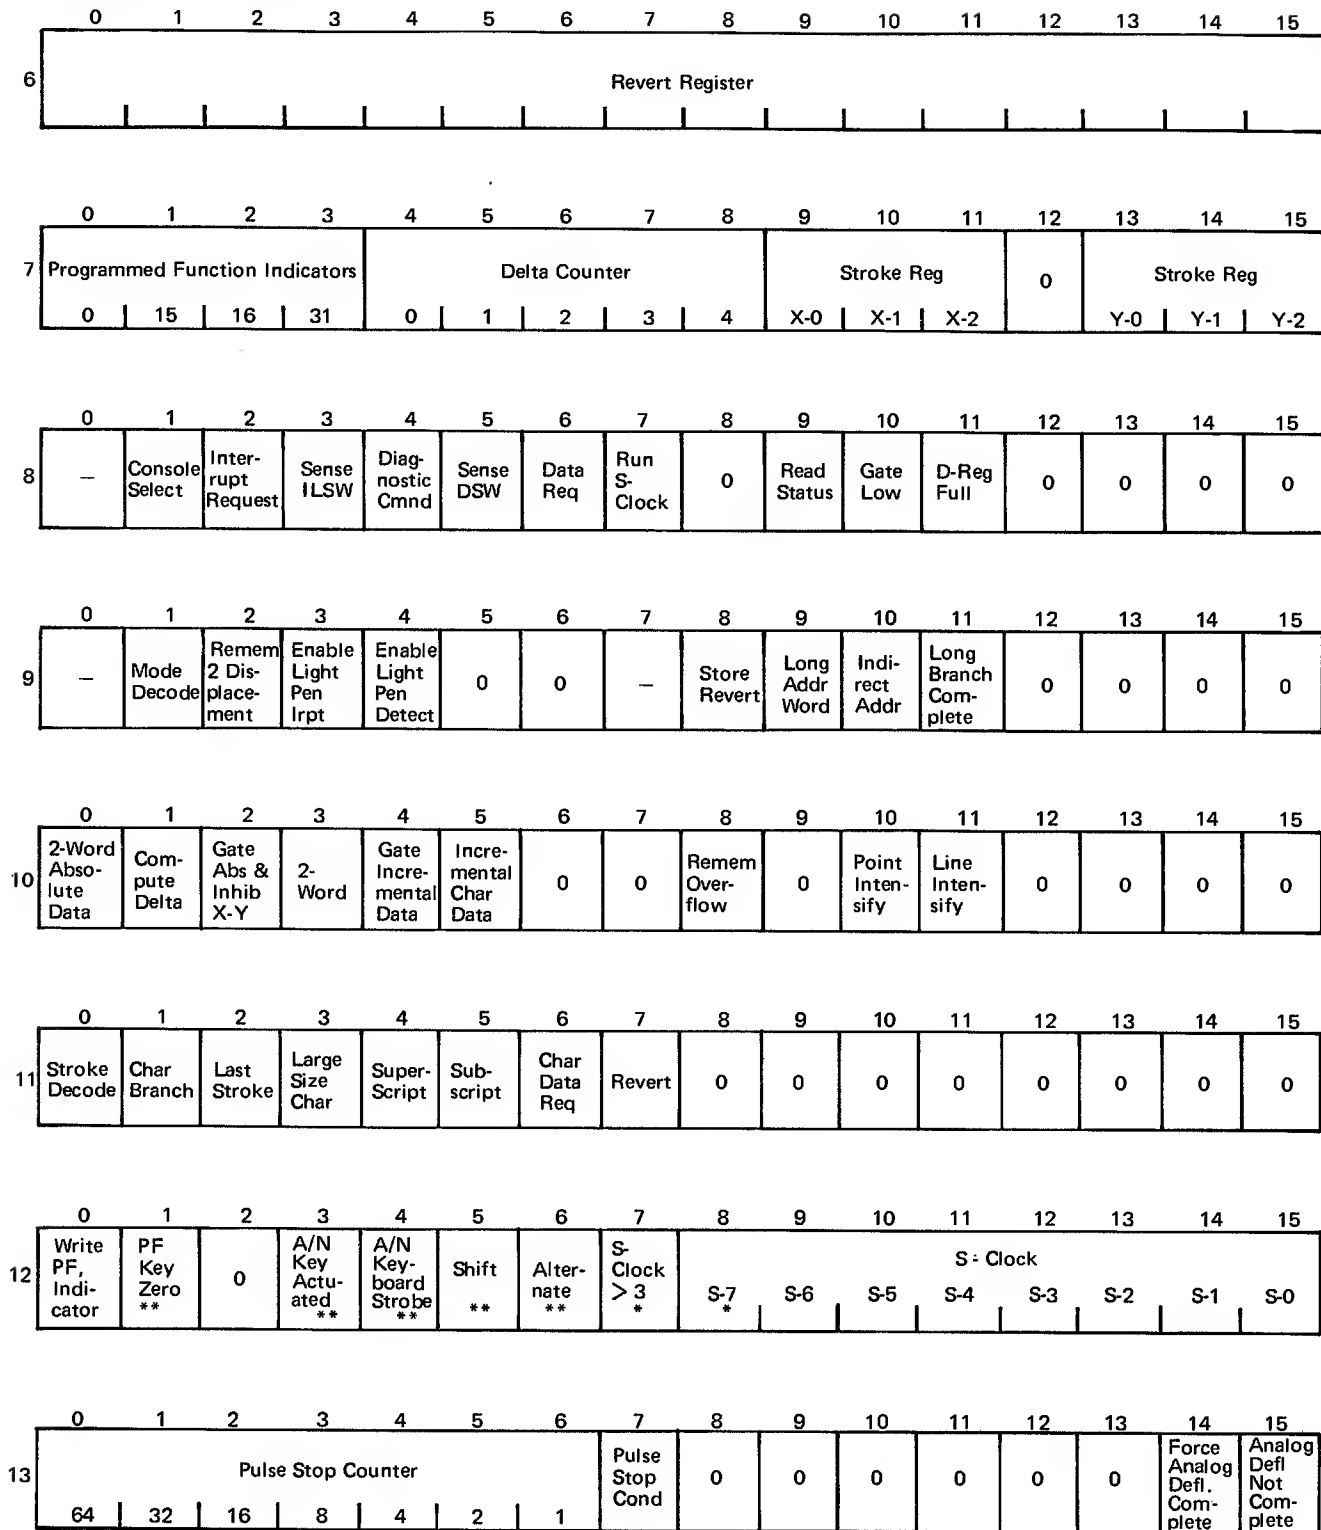 0 1 2 3 4 5 6 7 8 9 10 11 12 13 14 15
6 Revert Register
0 1 2 3 4 5 6 7 8 9 10 11 12 13 14 15
7 Programmed Function Indicators Delta Counter Stroke Reg 0 Stroke Reg
0 15 16 31 0 1 2 3 4 X-0 X-1 X-2 Y-0 Y-1 Y-2
0 1 2 3 4 5 6 7 8 9 10 11 12 13 14 15
8
–
Console
Select
Inter-
rupt
Request
Sense
ILSW
Diag-
nostic
Cmnd
Sense
DSW
Data
Req
Run
S-
Clock
0
Read
Status
Gate
Low
D-Reg
Full
0
0
0
0
0 1 2 3 4 5 6 7 8 9 10 11 12 13 14 15
9
–
Mode
Decode
Remem
2 Dis-
place-
ment
Enable
Light
Pen
Irpt
Enable
Light
Pen
Detect
0
0
–
Store
Revert
Long
Addr
Word
Indi-
rect
Addr
Long
Branch
Com-
plete
0
0
0
0
0 1 2 3 4 5 6 7 8 9 10 11 12 13 14 15
10
2-Word
Abso-
lute
Data
Com-
pute
Delta
Gate
Abs &
Inhib
X-Y
2-
Word
Gate
Incre-
mental
Data
Incre-
mental
Char
Data
0
0
Remem
Over-
flow
0
Point
Inten-
sify
Line
Inten-
sify
0
0
0
0
0 1 2 3 4 5 6 7 8 9 10 11 12 13 14 15
11
Stroke
Decode
Char
Branch
Last
Stroke
Large
Size
Char
Super-
Script
Sub-
script
Char
Data
Req
Revert
0
0
0
0
0
0
0
0
0 1 2 3 4 5 6 7 8 9 10 11 12 13 14 15
12
Write
PF,
Indi-
cator
PF
Key
Zero
**
0
A/N
Key
Actu-
ated
**
A/N
Key-
board
Strobe
**
Shift
**
Alter-
nate
**
S-
Clock
> 3
*
S- Clock
S-7 S-6 S-5 S-4 S-3 S-2 S-1 S-0
*
0 1 2 3 4 5 6 7 8 9 10 11 12 13 14 15
13
Pulse Stop Counter
64 32 16 8 4 2 1
Pulse
Stop
Cond
0
0
0
0
0
0
Force
Analog
Defl.
Com-
plete
Analog
Defl
Not
Com-
plete